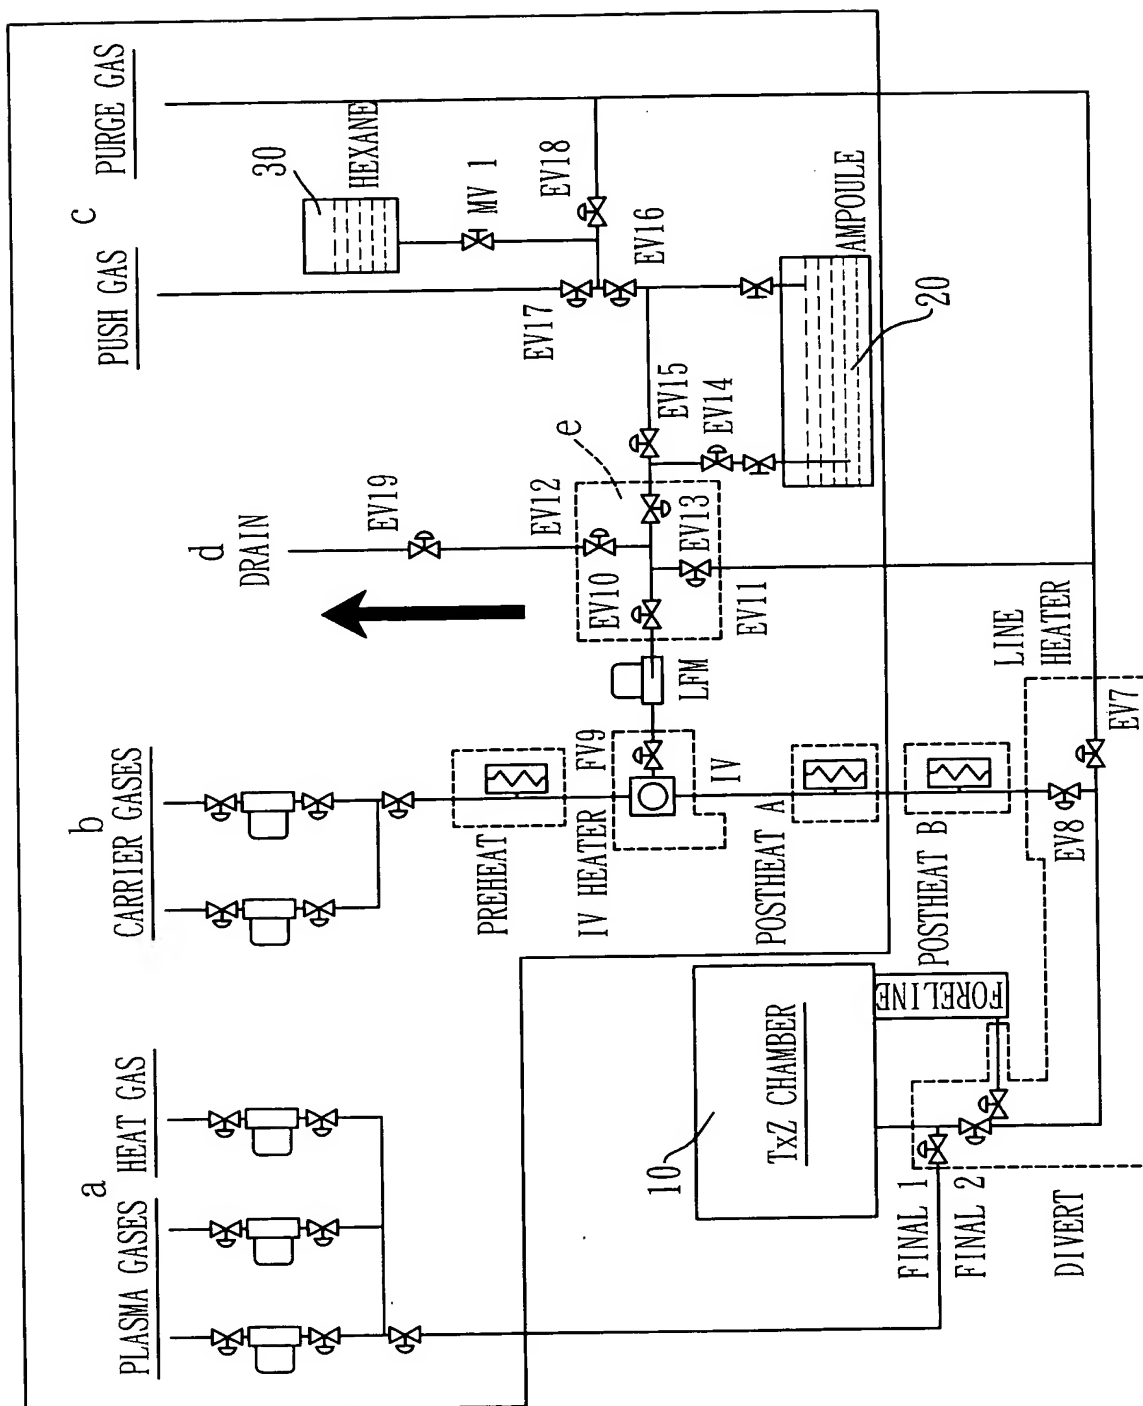 a
b
c
PLASMA GASES
HEAT GAS
CARRIER GASES
PUSH GAS
PURGE GAS
d
DRAIN
30
HEXANE
EV19
MV 1
PREHEAT
EV12
EV17
EV18
e
IV HEATER
FV9
EV10
EV16
10
LFM
EV13
EV15
EV14
IV
EV11
POSTHEAT A
TxZ CHAMBER
AMPOULE
FINAL 1
POSTHEAT B
20
FINAL 2
FORELINE
LINE
HEATER
DIVERT
EV8
EV7